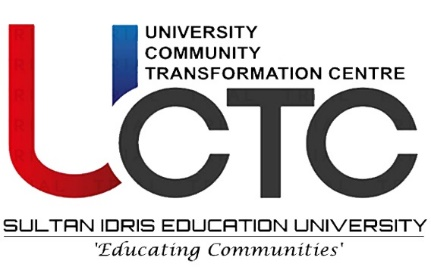 UNIVERSITY
COMMUNITY
TRANSFORMATION CENTRE
UCTC
SULTAN IDRIS EDUCATION UNIVERSITY
'Educating Communities'